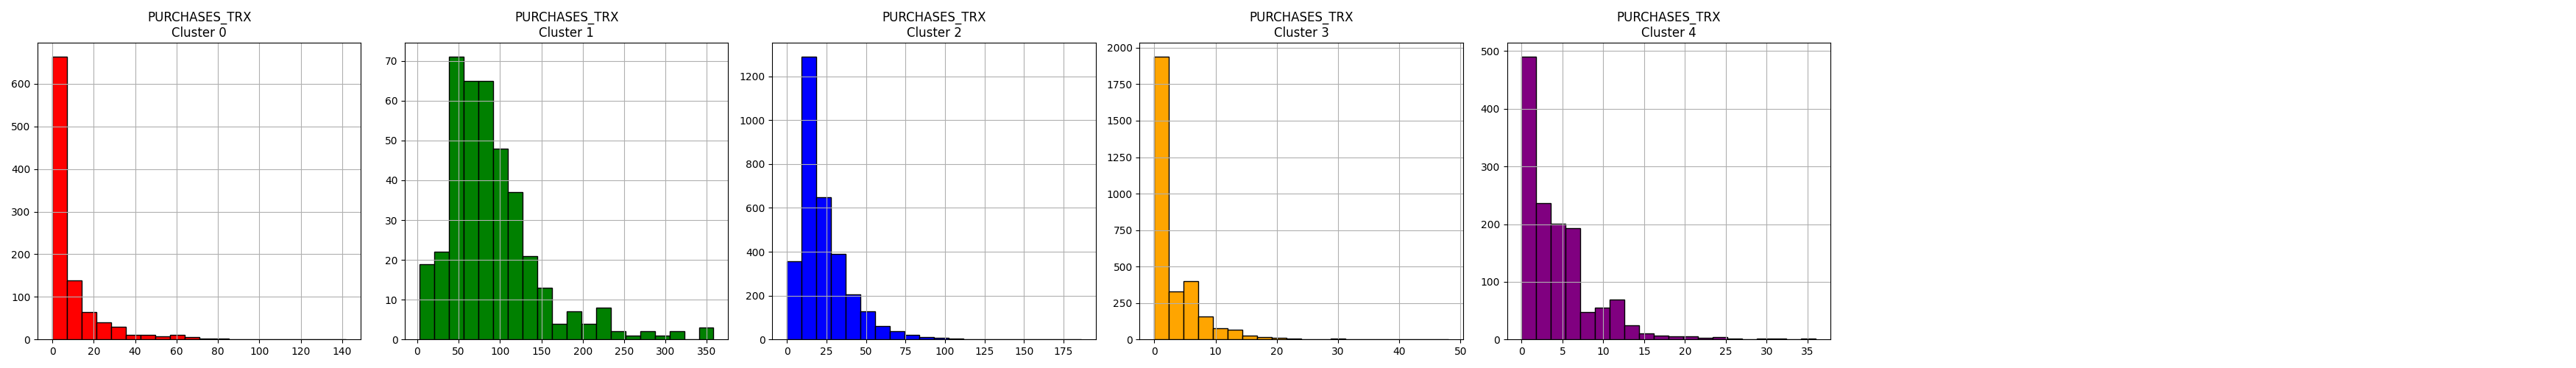 PURCHASES_TRX
Cluster 0
600
500
400
300
200
100
0
0 20 40 60 80 100 120 140
PURCHASES_TRX
Cluster 1
70
60
50
40
30
20
10
0
0 50 100 150 200 250 300 350
PURCHASES_TRX
Cluster 2
1200
1000
800
600
400
200
0
0 25 50 75 100 125 150 175
PURCHASES_TRX
Cluster 3
2000
1750
1500
1250
1000
750
500
250
0
0 10 20 30 40 50
PURCHASES_TRX
Cluster 4
500
400
300
200
100
0
0 5 10 15 20 25 30 35